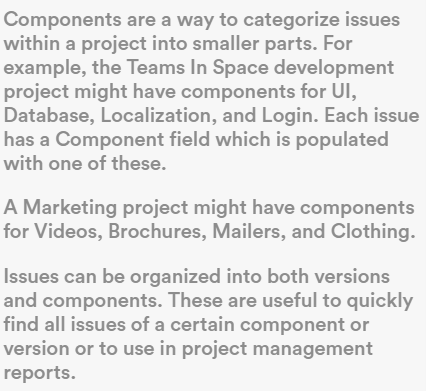 Components are a way to categorize issues
within a project into smaller parts. For
example, the Teams In Space development
project might have components for UI,
Database, Localization, and Login. Each issue
has a Component field which is populated
with one of these.
A Marketing project might have components
for Videos, Brochures, Mailers, and Clothing.
Issues can be organized into both versions
and components. These are useful to quickly
find all issues of a certain component or
version or to use in project management
reports.